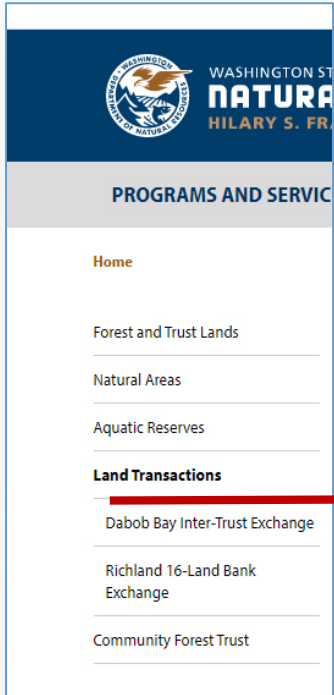 WASHINGTON ST
NATURA
HILARY S. FR
PROGRAMS AND SERVIC
Home
Forest and Trust Lands
Natural Areas
Aquatic Reserves
Land Transactions
Dabob Bay Inter-Trust Exchange
Richland 16-Land Bank
Exchange
Community Forest Trust